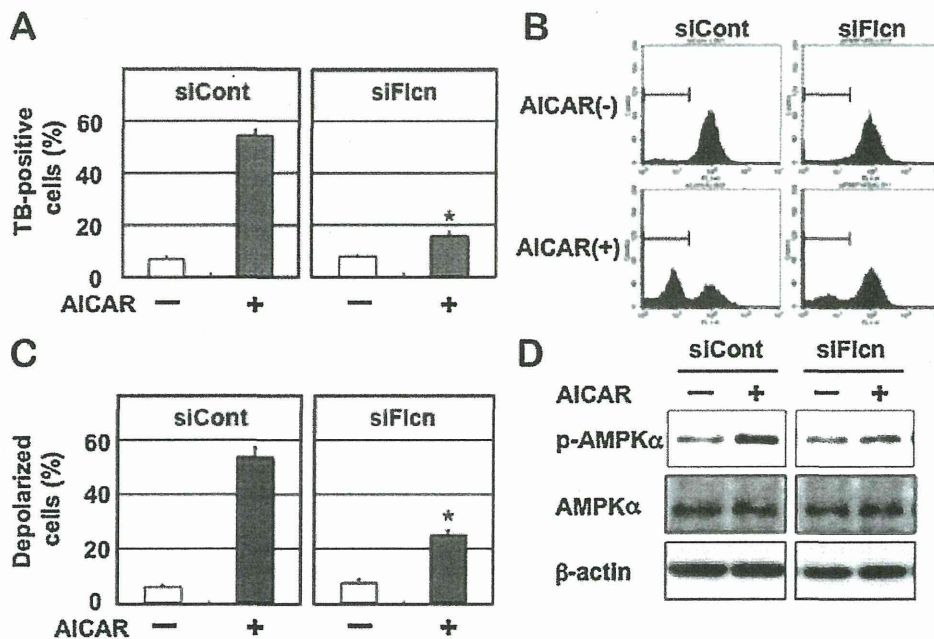 A
siCont
siFlcn
TB-positive
cells (%)
60
40
20
0
*
AICAR
— + — +
B
siCont
siFlcn
AICAR(-)
AICAR(+)
C
siCont
siFlcn
Depolarized
cells (%)
60
40
20
0
*
AICAR
— + — +
D
siCont
siFlcn
AICAR
— + — +
p-AMPKα
AMPKα
β-actin